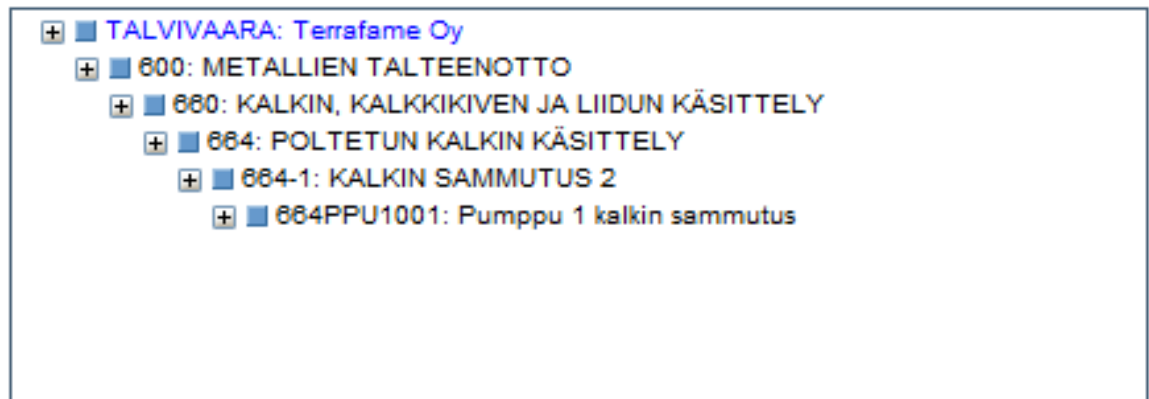 TALVIVAARA: Terrafame Oy
600: METALLIEN TALTEENOTTO
660: KALKIN, KALKKIKIVEN JA LIIDUN KÄSITTELY
664: POLTETUN KALKIN KÄSITTELY
664-1: KALKIN SAMMUTUS 2
664PPU1001: Pumppu 1 kalkin sammutus